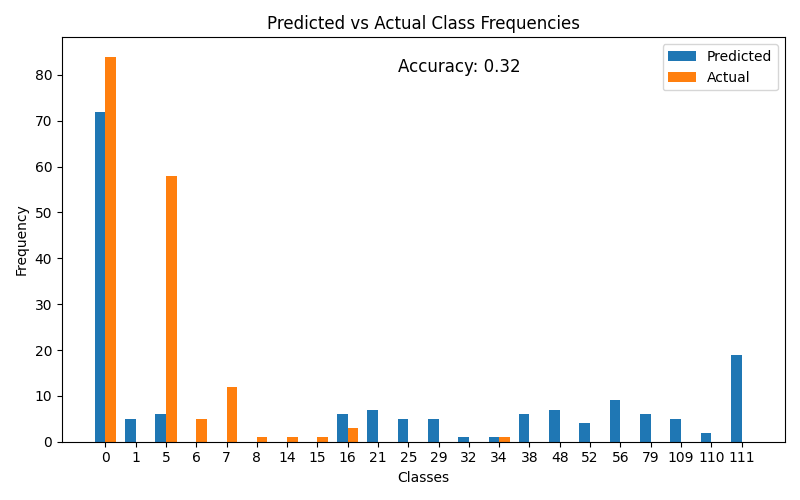 Predicted vs Actual Class Frequencies
Accuracy: 0.32
Predicted
Actual
Frequency
80
70
60
50
40
30
20
10
0
0 1 5 6 7 8 14 15 16 21 25 29 32 34 38 48 52 56 79 109 110 111
Classes